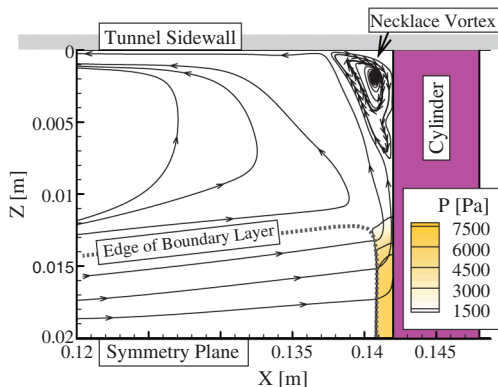 Necklace Vortex
Tunnel Sidewall
0
0.005
0.01
0.015
0.02
Z [m]
Cylinder
P [Pa]
7500
6000
4500
3000
1500
Edge of Boundary Layer
Symmetry Plane
0.12
0.135
0.14
0.145
X [m]